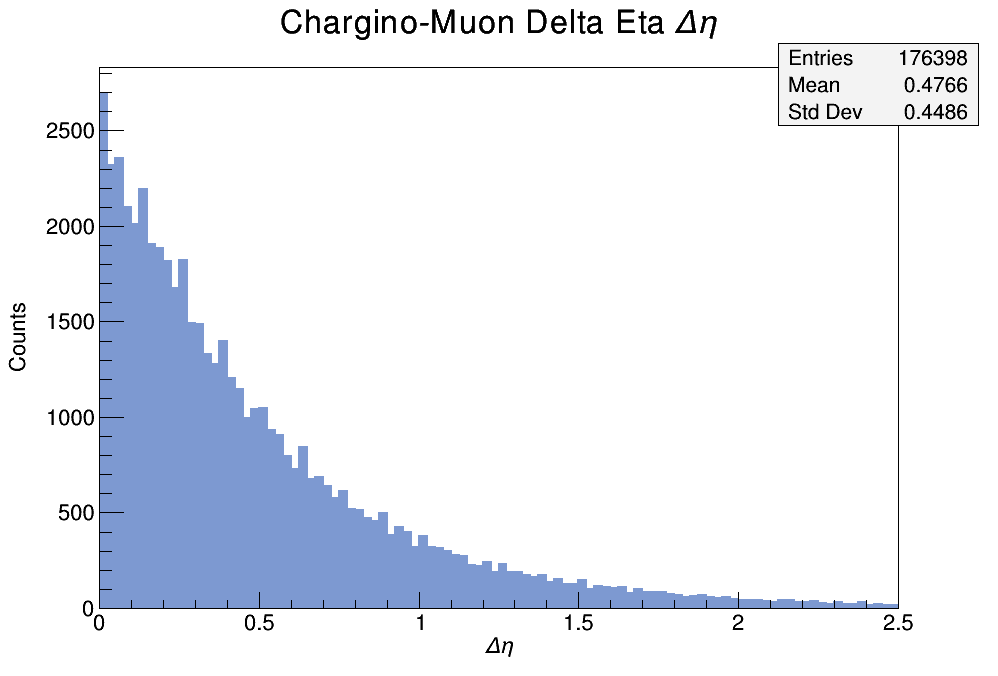 Chargino-Muon Delta Eta Δη
Entries 176398
Mean 0.4766
Std Dev 0.4486
Counts
2500
2000
1500
1000
500
0
0 0.5 1 1.5 2 2.5
Δη